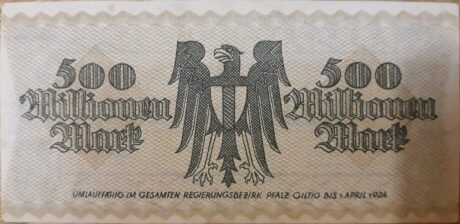 500 500
Millionen Millionen
Mark Mark
UMLAUFFÄHIG IM GESAMTEN REGIERUNGSBEZIRK PFALZ GILTIG BIS 1.APRIL 1924